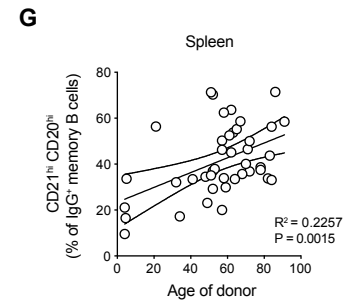 G
Spleen
CD21ʰⁱ CD20ʰⁱ
(% of IgG⁺ memory B cells)
80
60
40
20
0
0 20 40 60 80 100
R² = 0.2257
P = 0.0015
Age of donor